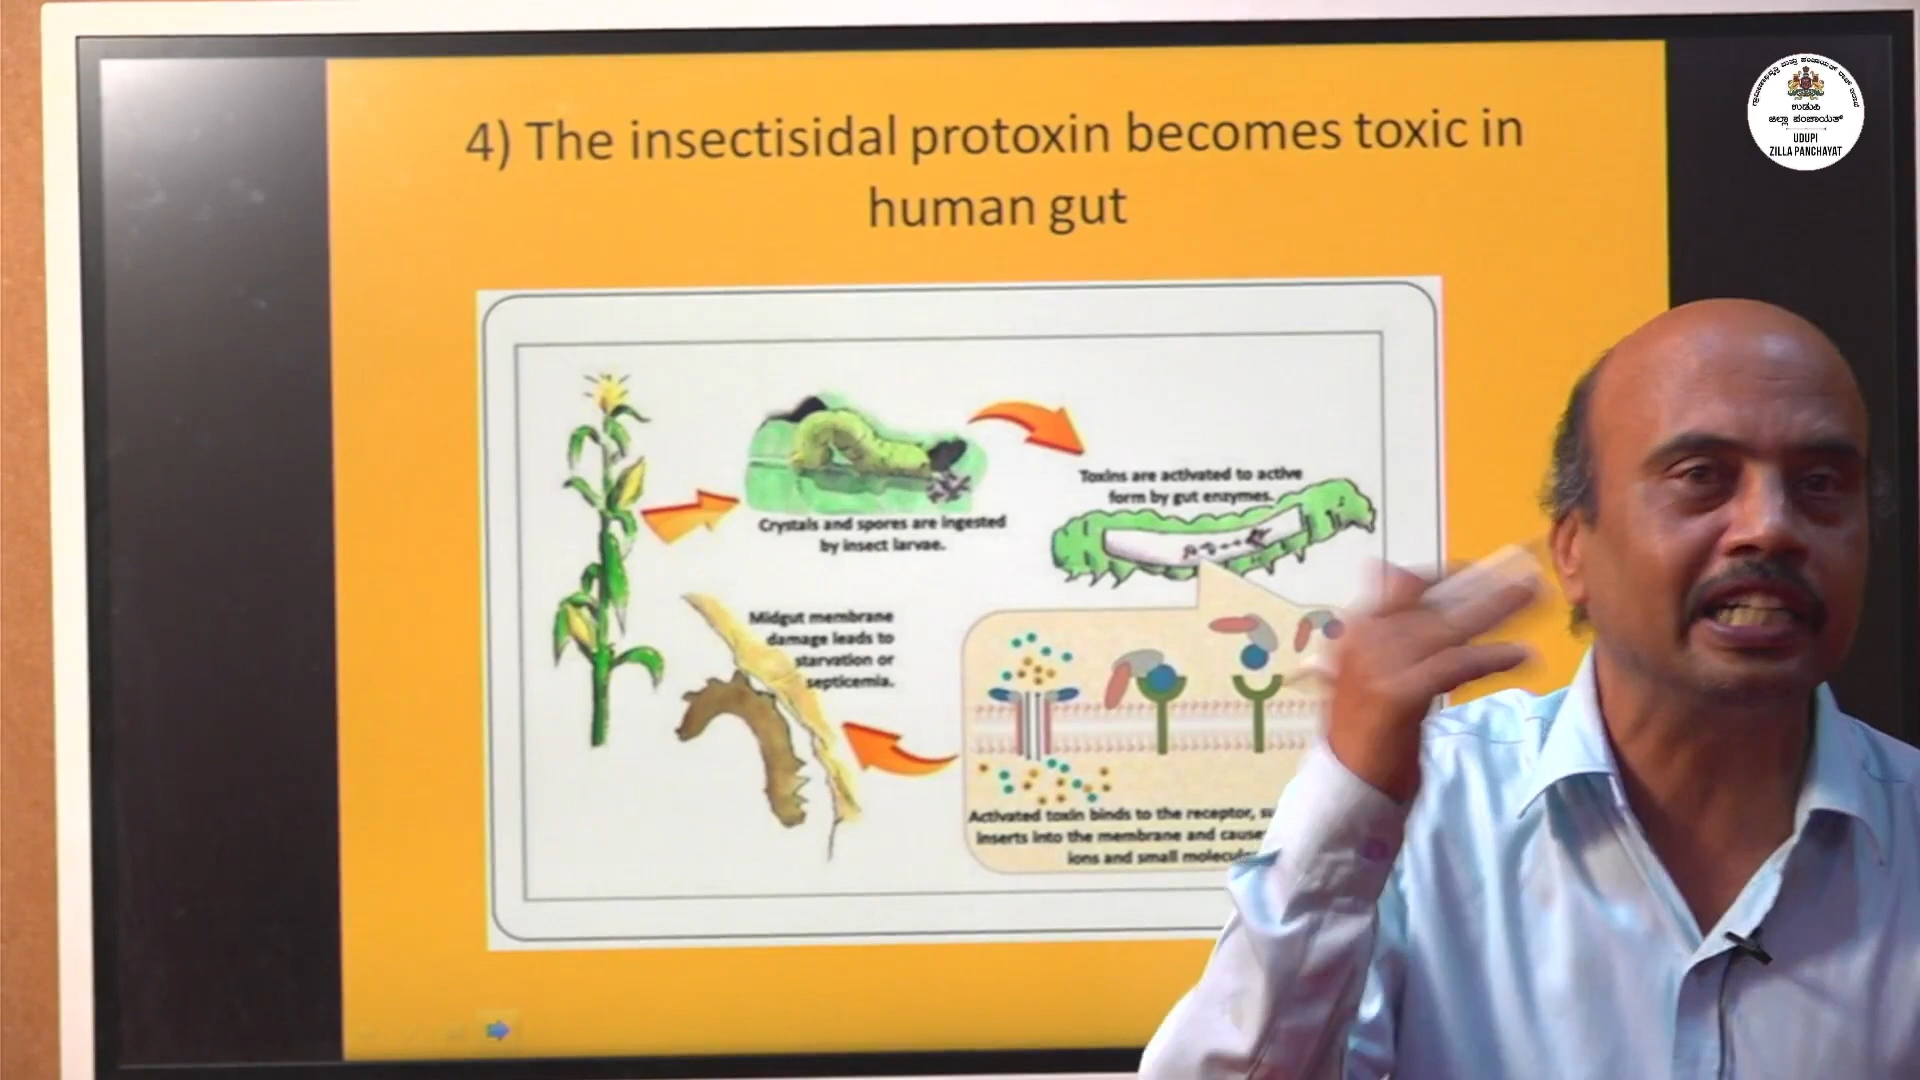 4) The insectisidal protoxin becomes toxic in
human gut
ಉಡುಪಿ
ಜಿಲ್ಲಾ ಪಂಚಾಯತ್
UDUPI
ZILLA PANCHAYAT
Toxins are activated to active
form by gut enzymes.
Crystals and spores are ingested
by insect larvae.
Midgut membrane
damage leads to
starvation or
septicemia.
Activated toxin binds to the receptor,
inserts into the membrane and
ions and small